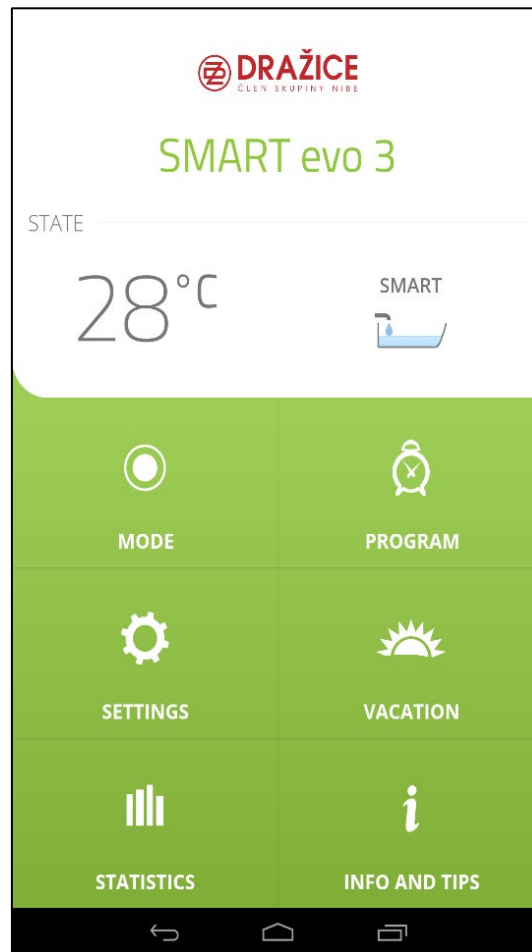 DRAŽICE
ČLEN SKUPINY NIBE
SMART evo 3
STATE
28°C
SMART
MODE
PROGRAM
SETTINGS
VACATION
STATISTICS
INFO AND TIPS